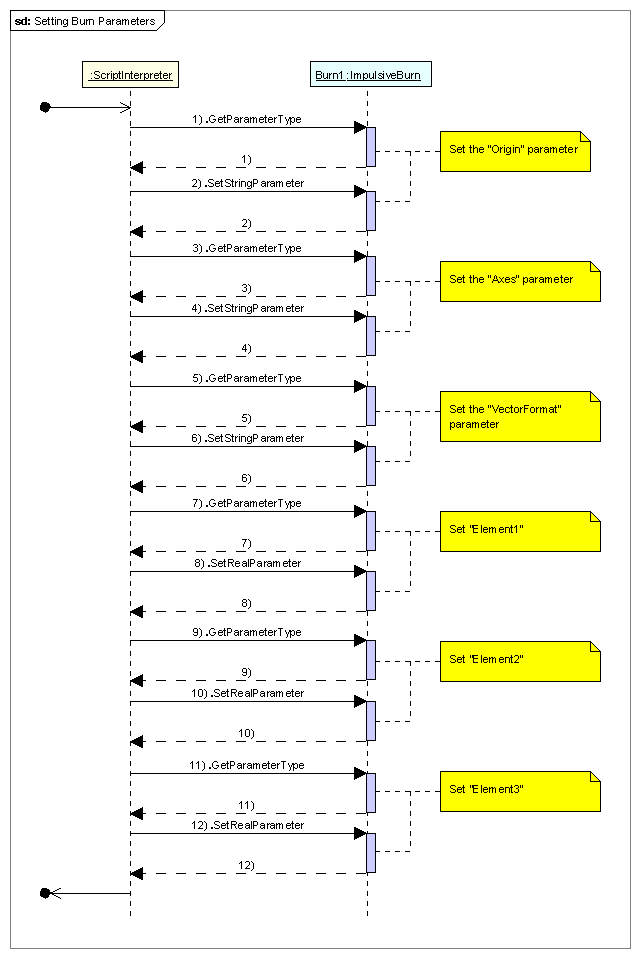 sd: Setting Burn Parameters
:ScriptInterpreter
Burn1:ImpulsiveBurn
1).GetParameterType
Set the "Origin" parameter
1)
2).SetStringParameter
2)
3).GetParameterType
Set the "Axes" parameter
3)
4).SetStringParameter
4)
5).GetParameterType
Set the "VectorFormat"
parameter
5)
6).SetStringParameter
6)
7).GetParameterType
Set "Element1"
7)
8).SetRealParameter
8)
9).GetParameterType
Set "Element2"
9)
10).SetRealParameter
10)
11).GetParameterType
Set "Element3"
11)
12).SetRealParameter
12)